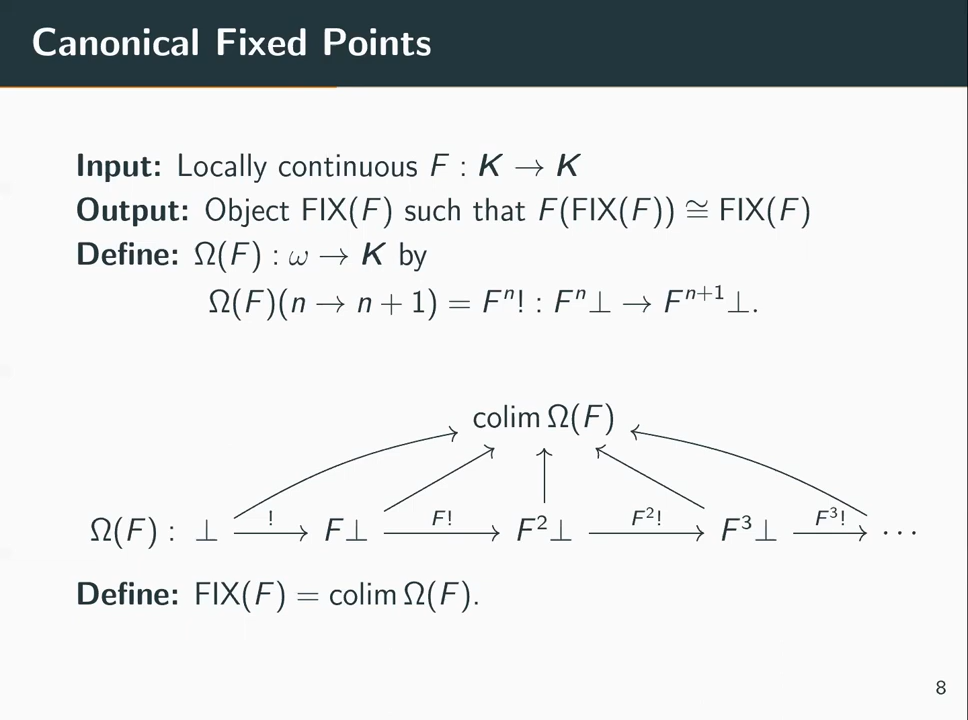 Canonical Fixed Points
Input: Locally continuous F : K → K
Output: Object FIX(F) such that F(FIX(F)) ≅ FIX(F)
Define: Ω(F) : ω → K by
Ω(F)(n → n + 1) = Fⁿ! : Fⁿ⊥ → Fⁿ⁺¹⊥.
colim Ω(F)
! F! F²! F³!
Ω(F) : ⊥ F⊥ F²⊥ F³⊥ ⋯
Define: FIX(F) = colim Ω(F).
8